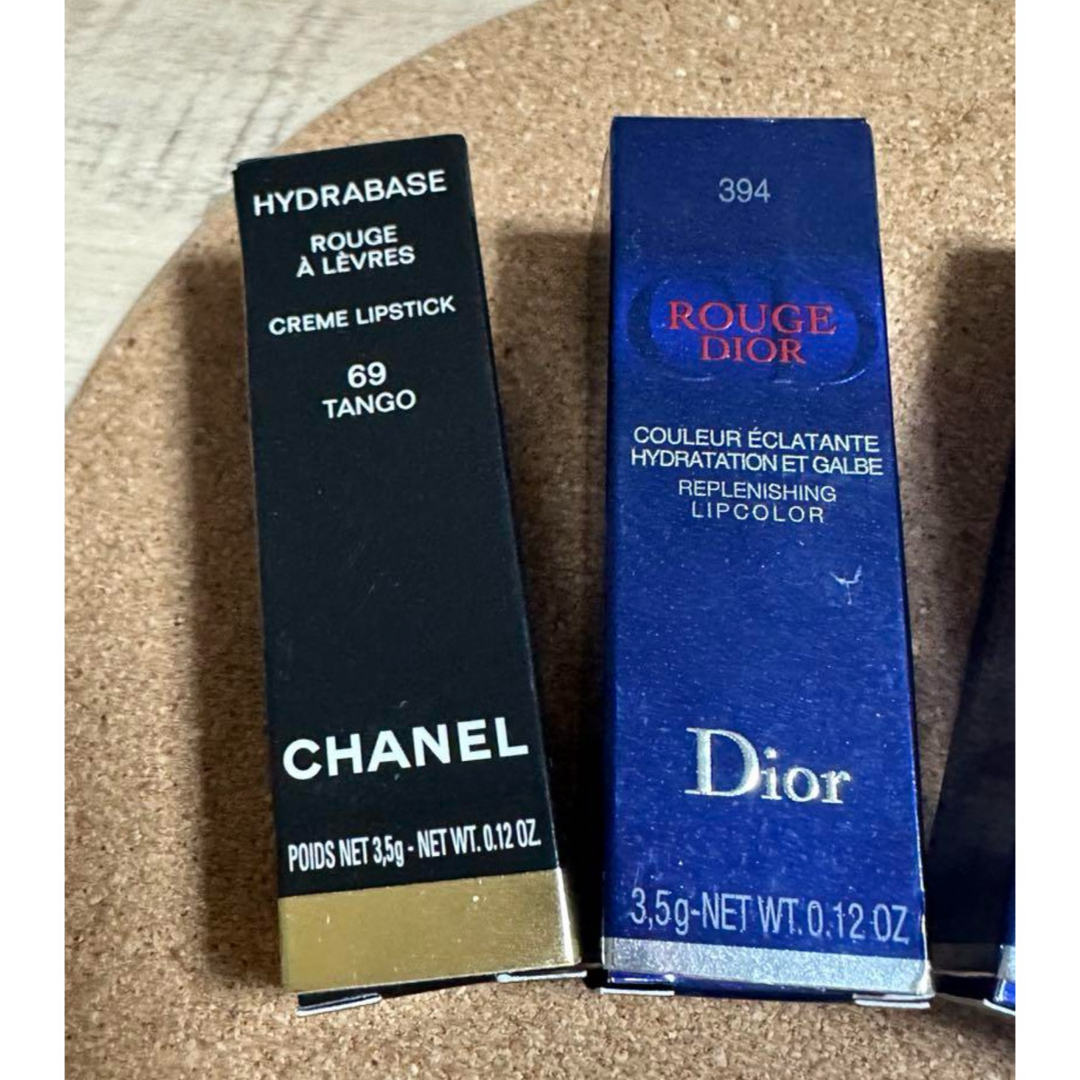 HYDRABASE
ROUGE
À LÈVRES
CREME LIPSTICK
69
TANGO
CHANEL
POIDS NET 3,5g - NET WT. 0.12 OZ.
394
CD
ROUGE
DIOR
COULEUR ÉCLATANTE
HYDRATATION ET GALBE
REPLENISHING
LIPCOLOR
Dior
3,5g-NET WT. 0.12 OZ